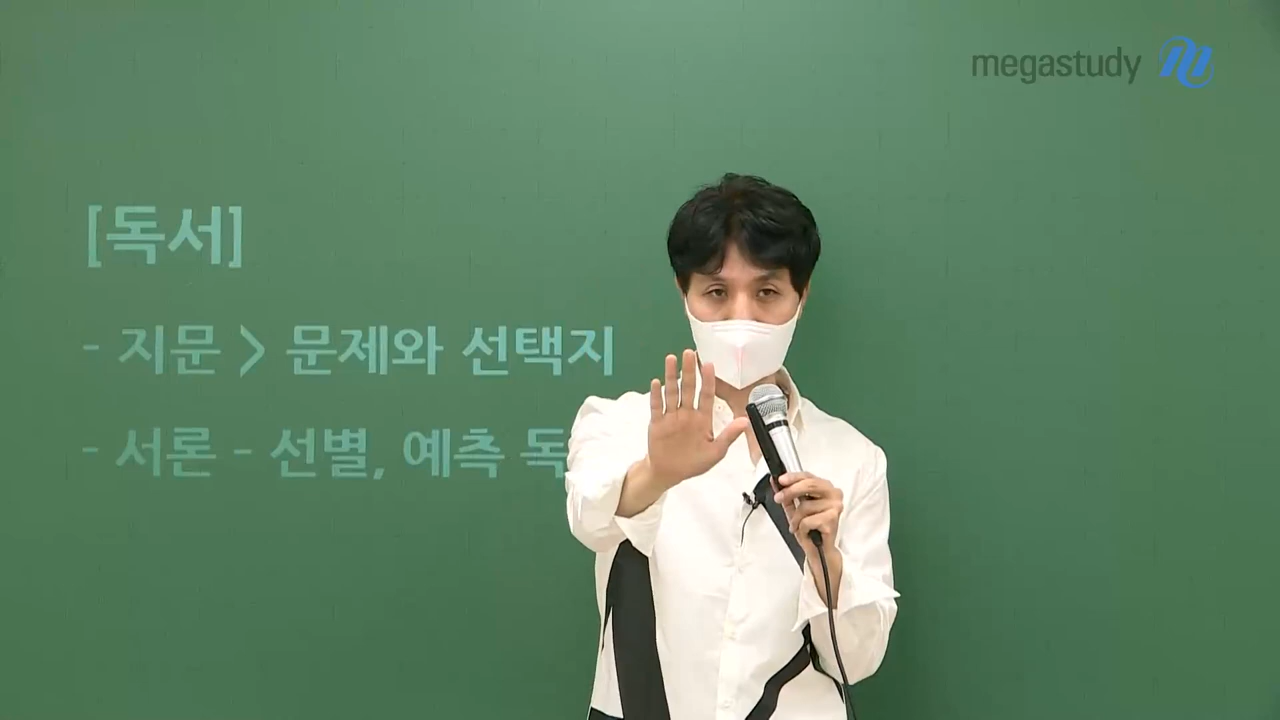 megastudy
[독서]
- 지문 > 문제와 선택지
- 서론 - 선별, 예측 독